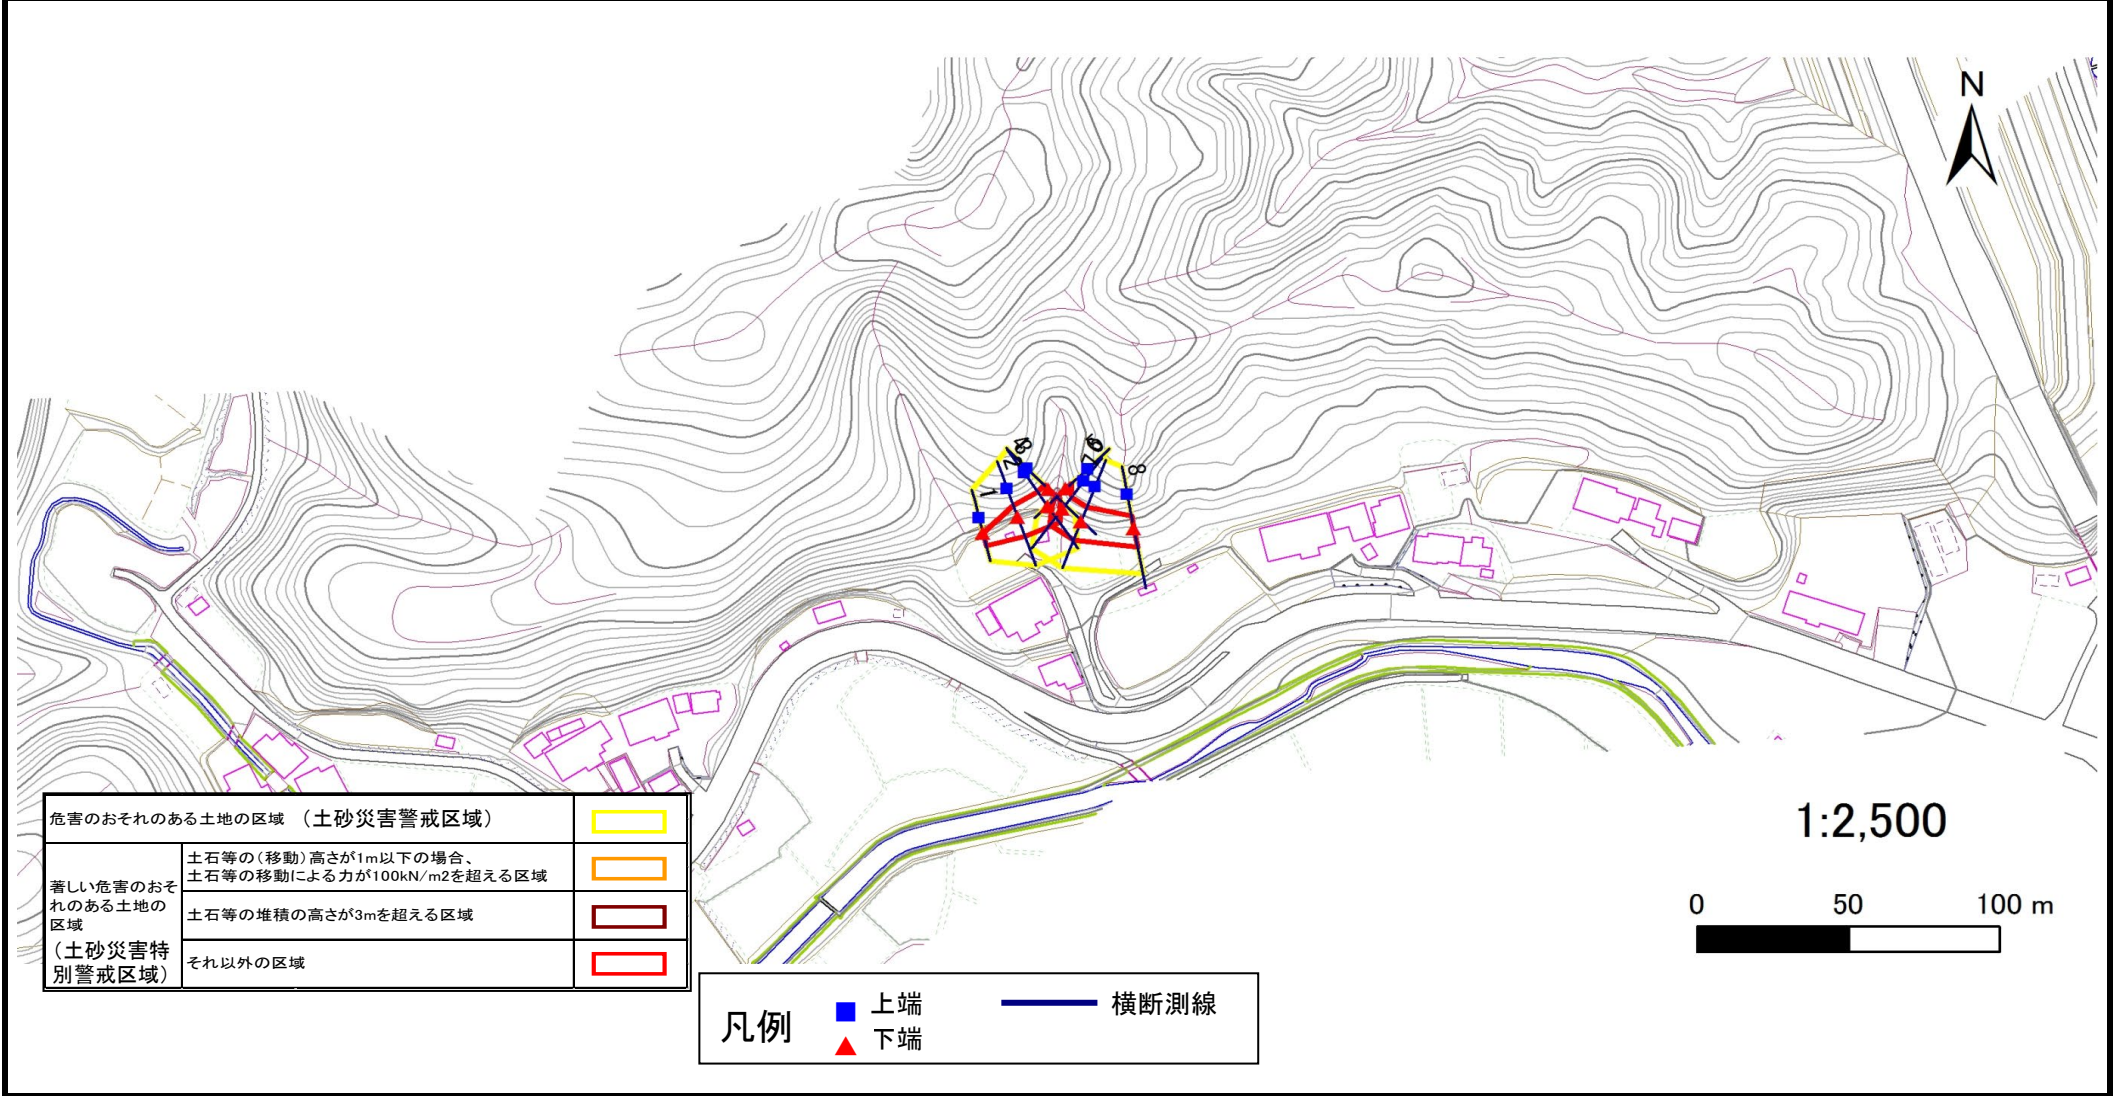 N
8
1
1:2,500
0 50 100 m
危害のおそれのある土地の区域 （土砂災害警戒区域）
著しい危害のおそ
れのある土地の
区域
（土砂災害特
別警戒区域）
土石等の（移動）高さが1m以下の場合、
土石等の移動による力が100kN/m2を超える区域
土石等の堆積の高さが3mを超える区域
それ以外の区域
凡例
上端
下端
横断測線